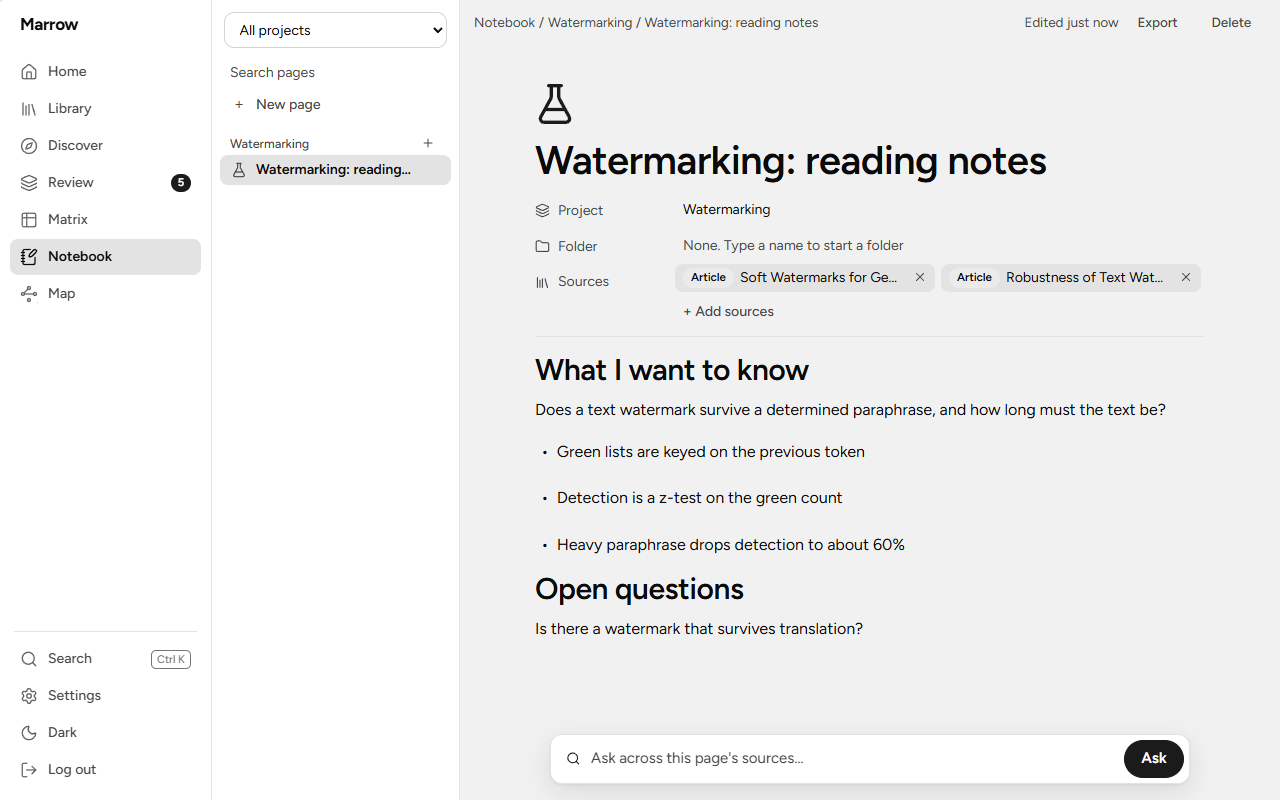 Marrow
Home
Library
Discover
Review 5
Matrix
Notebook
Map
Search Ctrl K
Settings
Dark
Log out
All projects
Search pages
+ New page
Watermarking +
Watermarking: reading...
Notebook / Watermarking / Watermarking: reading notes
Edited just now Export Delete
Watermarking: reading notes
Project Watermarking
Folder None. Type a name to start a folder
Sources Article Soft Watermarks for Ge... × Article Robustness of Text Wat... ×
+ Add sources
What I want to know
Does a text watermark survive a determined paraphrase, and how long must the text be?
• Green lists are keyed on the previous token
• Detection is a z-test on the green count
• Heavy paraphrase drops detection to about 60%
Open questions
Is there a watermark that survives translation?
Ask across this page's sources... Ask